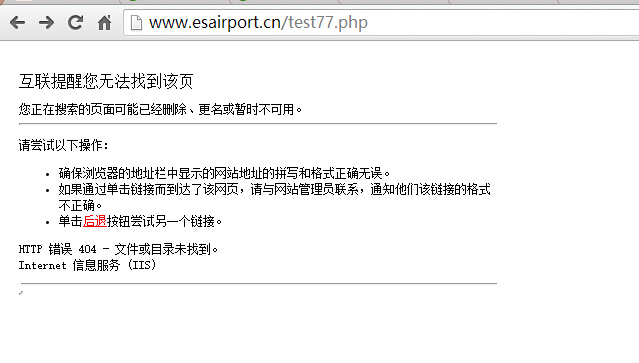 www.esairport.cn/test77.php
互联提醒您无法找到该页
您正在搜索的页面可能已经删除、更名或暂时不可用。
请尝试以下操作：
• 确保浏览器的地址栏中显示的网站地址的拼写和格式正确无误。
• 如果通过单击链接而到达了该网页，请与网站管理员联系，通知他们该链接的格式
不正确。
• 单击后退按钮尝试另一个链接。
HTTP 错误 404 - 文件或目录未找到。
Internet 信息服务 (IIS)